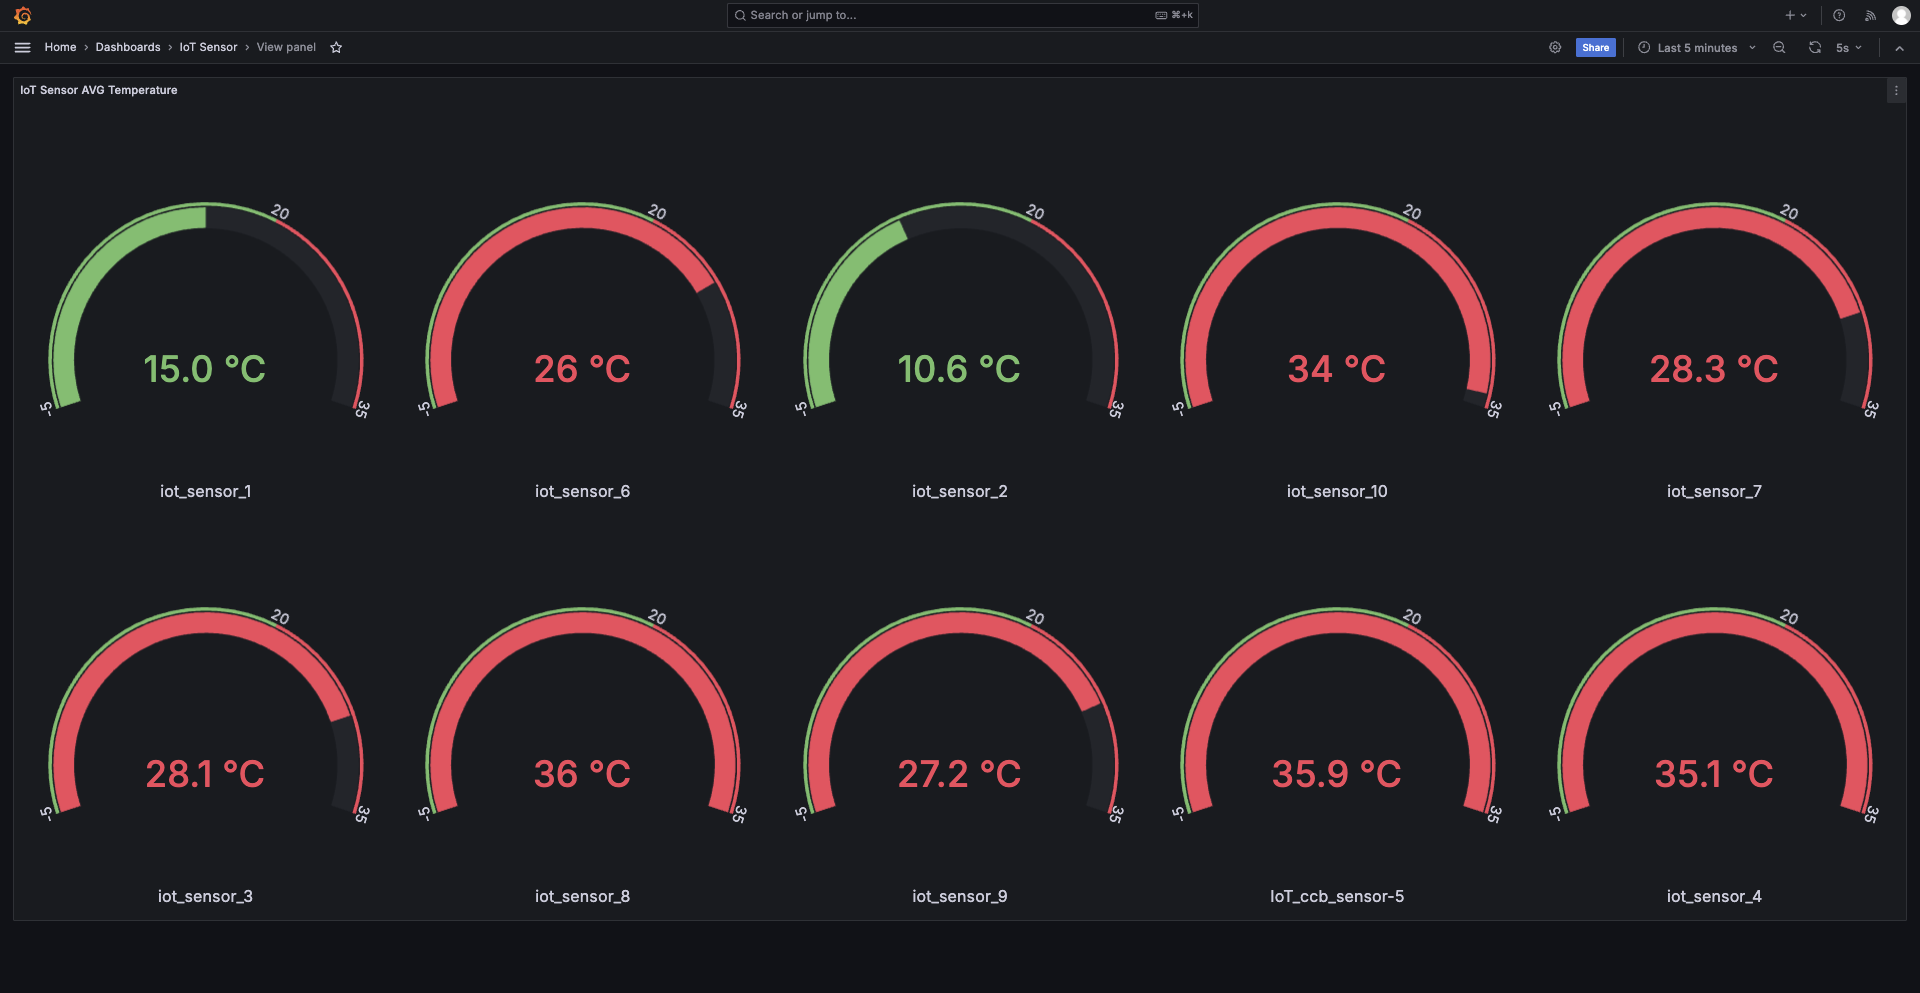 Search or jump to... ⌘+k
Home › Dashboards › IoT Sensor › View panel
Share Last 5 minutes 5s
IoT Sensor AVG Temperature
20 20 20 20 20
15.0 °C 26 °C 10.6 °C 34 °C 28.3 °C
-5 35 -5 35 -5 35 -5 35 -5 35
iot_sensor_1 iot_sensor_6 iot_sensor_2 iot_sensor_10 iot_sensor_7
20 20 20 20 20
28.1 °C 36 °C 27.2 °C 35.9 °C 35.1 °C
-5 35 -5 35 -5 35 -5 35 -5 35
iot_sensor_3 iot_sensor_8 iot_sensor_9 IoT_ccb_sensor-5 iot_sensor_4